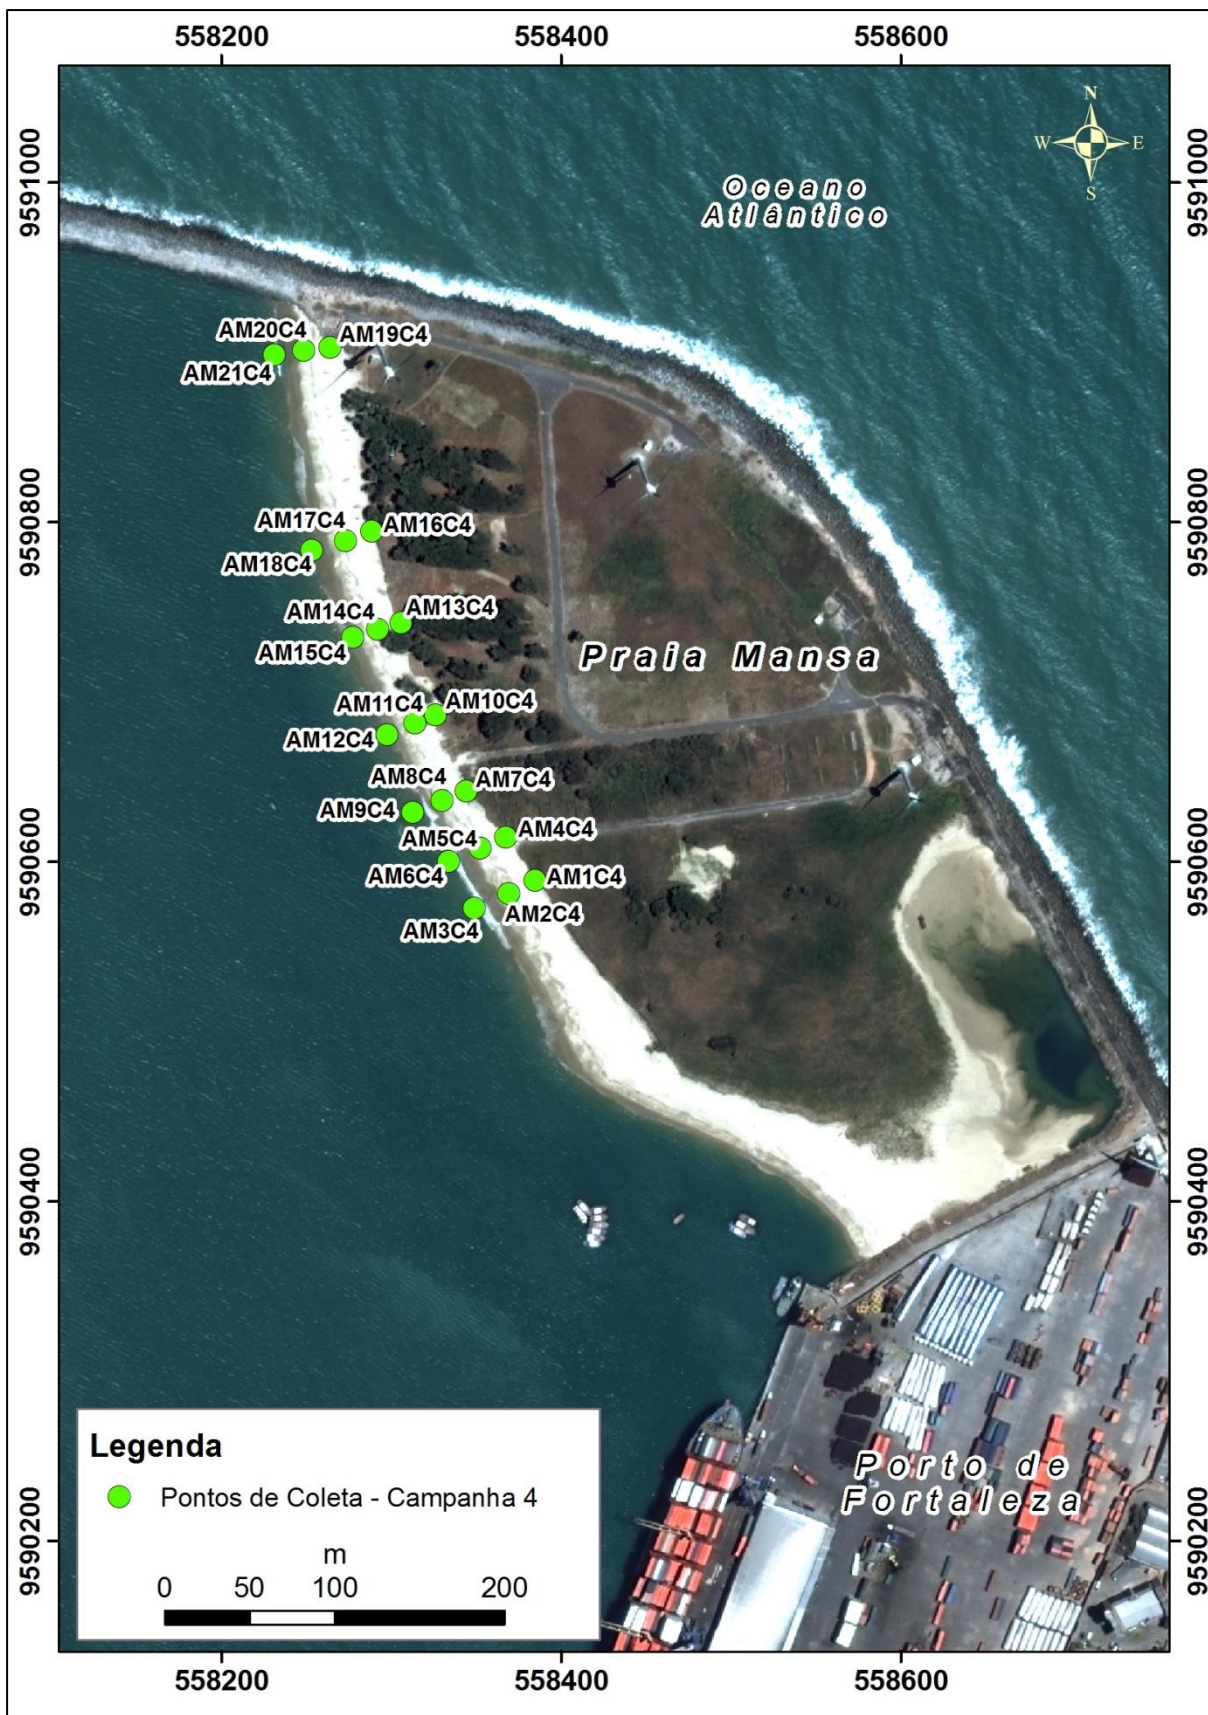 558200
558400
558600
9591000
9591000
N
W
E
S
Oceano
Atlântico
AM20C4
AM19C4
AM21C4
9590800
9590800
AM17C4
AM16C4
AM18C4
AM14C4
AM13C4
AM15C4
Praia Mansa
AM11C4
AM10C4
AM12C4
AM8C4
AM7C4
AM9C4
AM5C4
AM4C4
9590600
9590600
AM6C4
AM1C4
AM2C4
AM3C4
9590400
9590400
Legenda
Pontos de Coleta - Campanha 4
Porto de
Fortaleza
9590200
9590200
m
0
50
100
200
558200
558400
558600